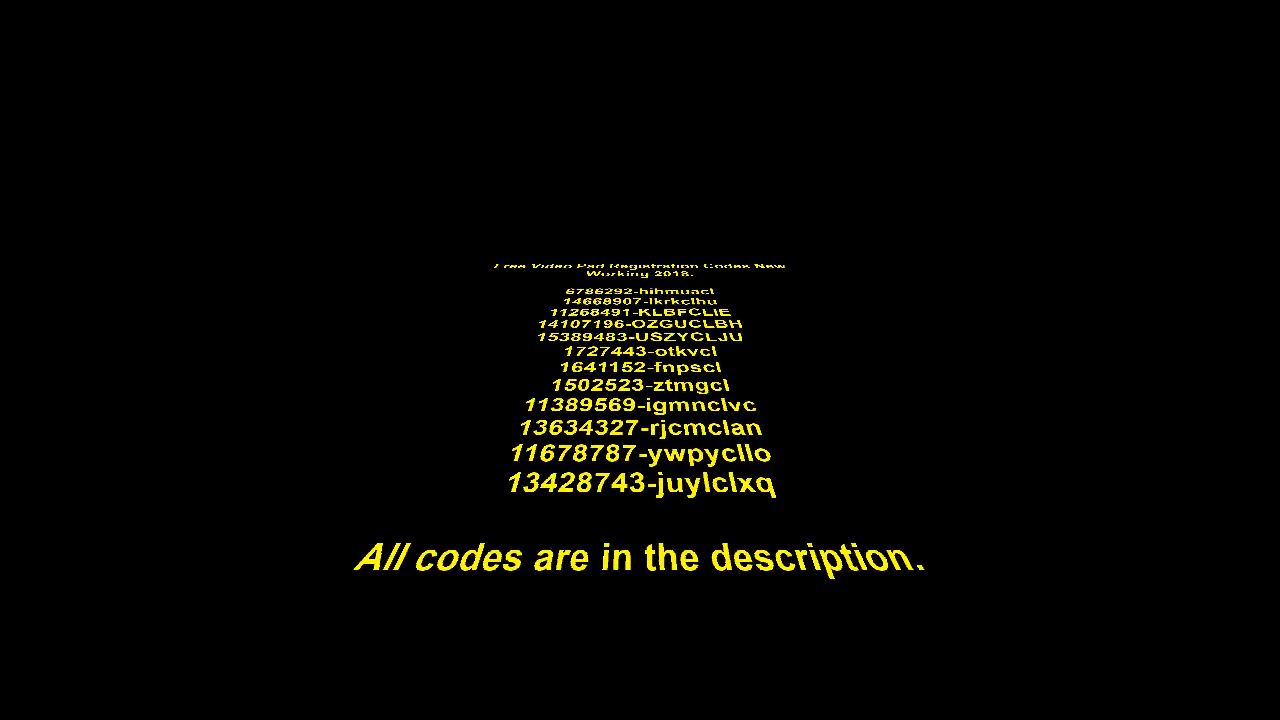 Free Video Pad Registration Codes New
Working 2018.
6786292-hihmuacl
14668907-lkrkclhu
11268491-KLBFCLIE
14107196-OZGUCLBH
15389483-USZYCLJU
1727443-otkvcl
1641152-fnpscl
1502523-ztmgcl
11389569-igmnclvc
13634327-rjcmclan
11678787-ywpycllo
13428743-juylclxq
All codes are in the description.